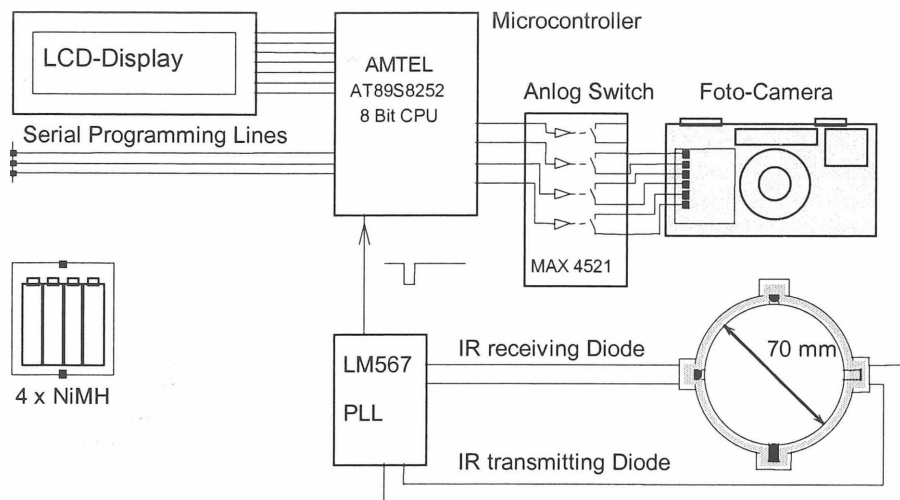 Microcontroller
LCD-Display
AMTEL
AT89S8252
8 Bit CPU
Anlog Switch
Foto-Camera
Serial Programming Lines
MAX 4521
4 x NiMH
LM567
PLL
IR receiving Diode
70 mm
IR transmitting Diode